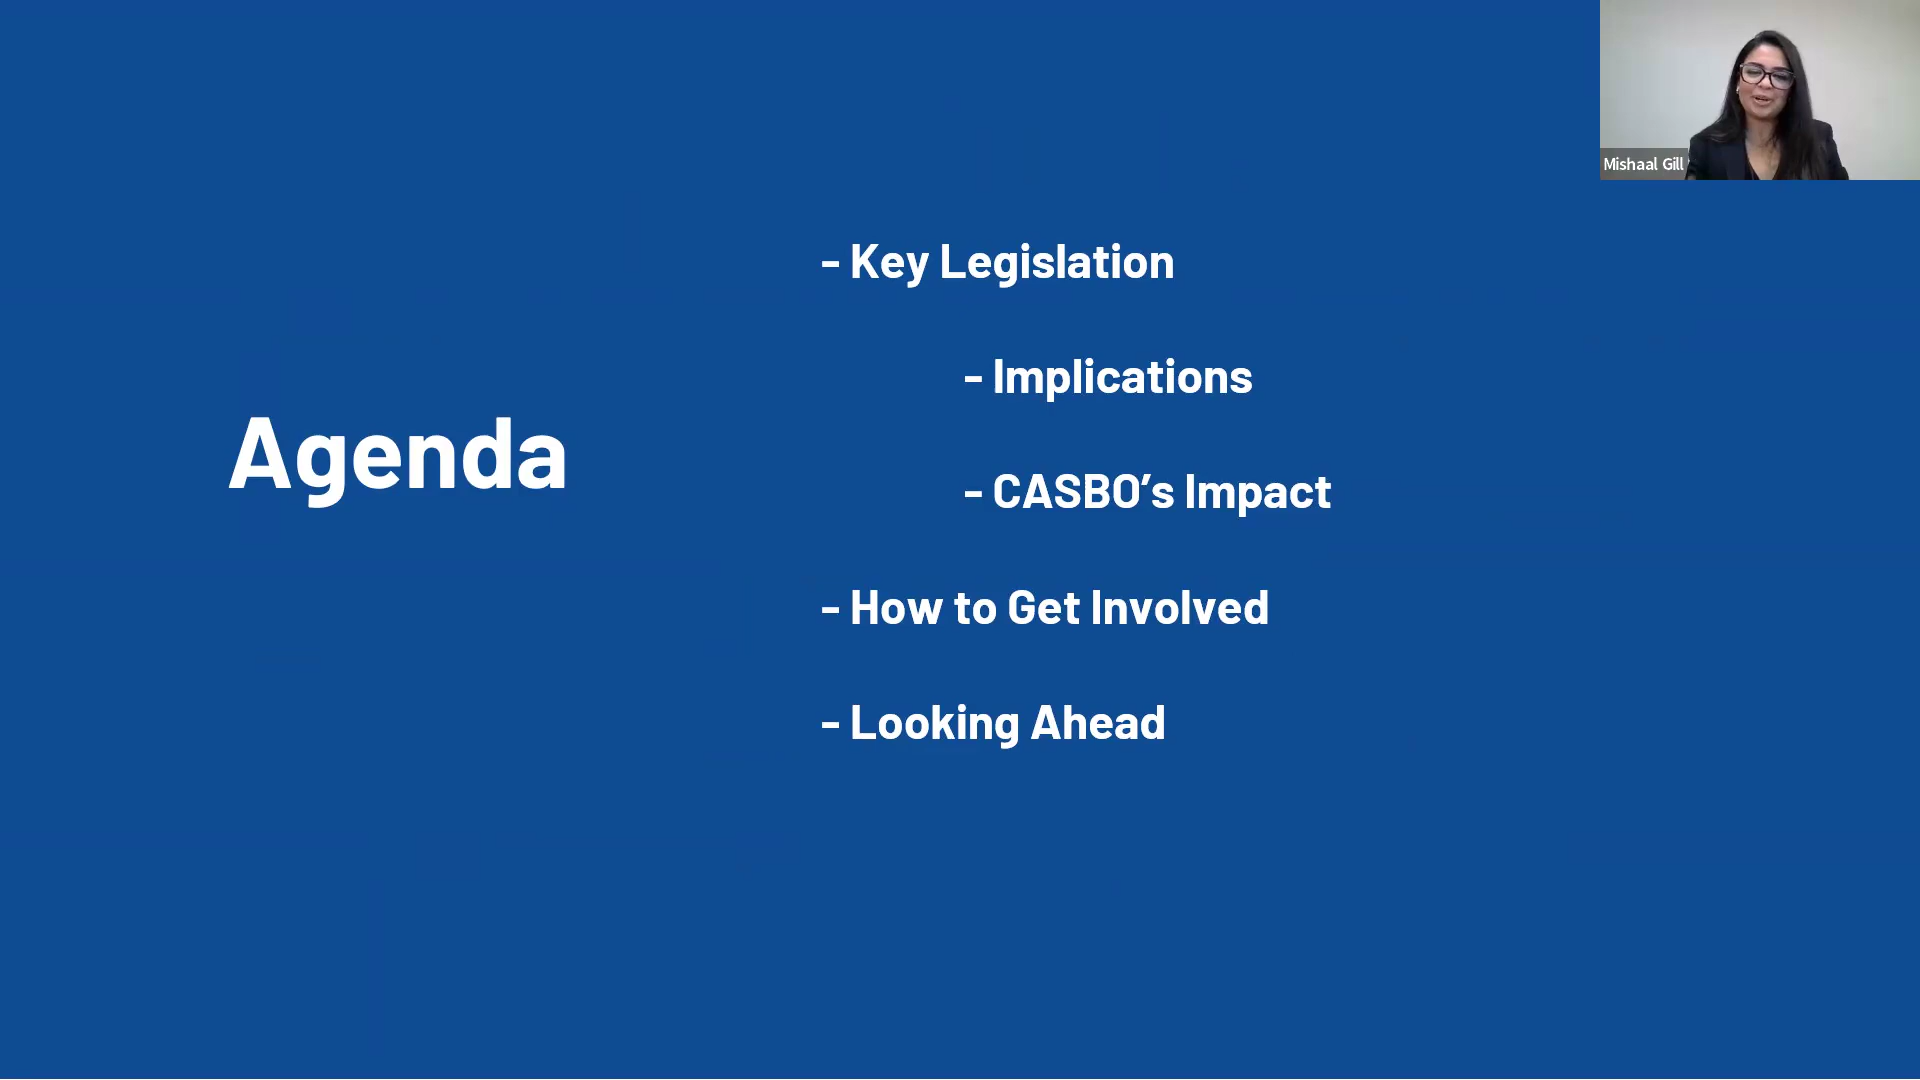 Mishaal Gill
Agenda
- Key Legislation
- Implications
- CASBO’s Impact
- How to Get Involved
- Looking Ahead